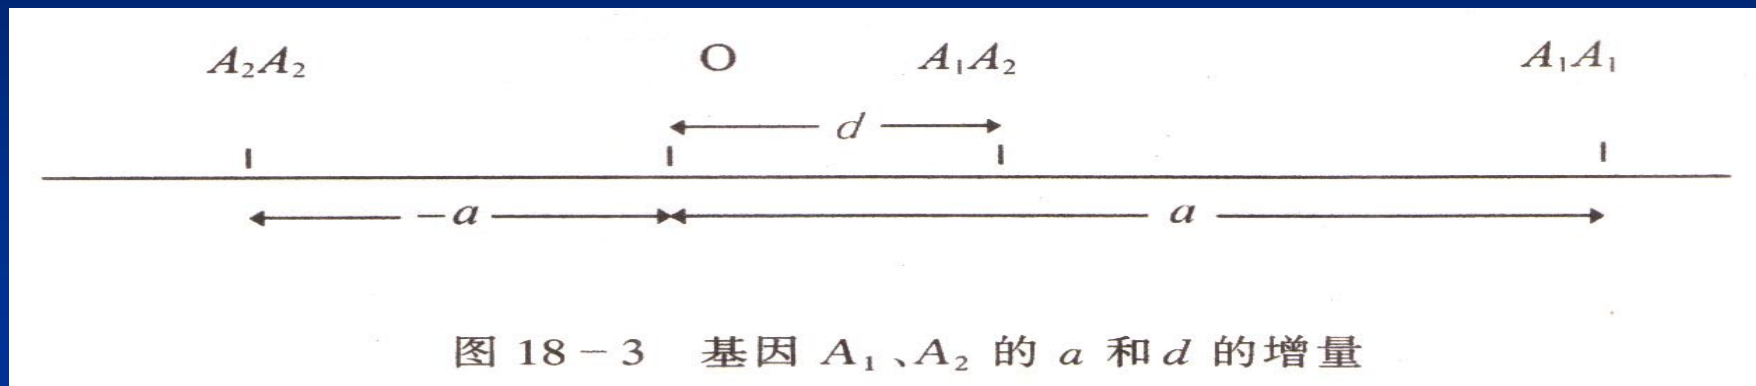 A₂A₂ O A₁A₂ A₁A₁
d
−a a
图 18-3 基因 A₁、A₂ 的 a 和 d 的增量